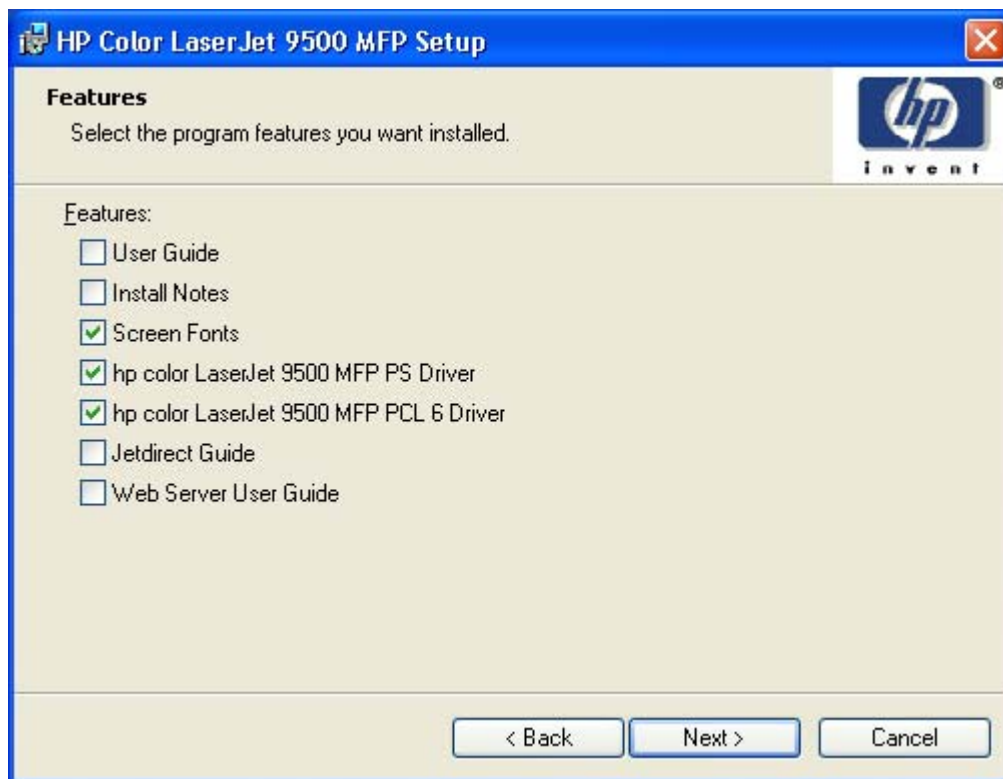 HP Color LaserJet 9500 MFP Setup
Features
Select the program features you want installed.
hp
®
invent
Features:
User Guide
Install Notes
Screen Fonts
hp color LaserJet 9500 MFP PS Driver
hp color LaserJet 9500 MFP PCL 6 Driver
Jetdirect Guide
Web Server User Guide
< Back
Next >
Cancel